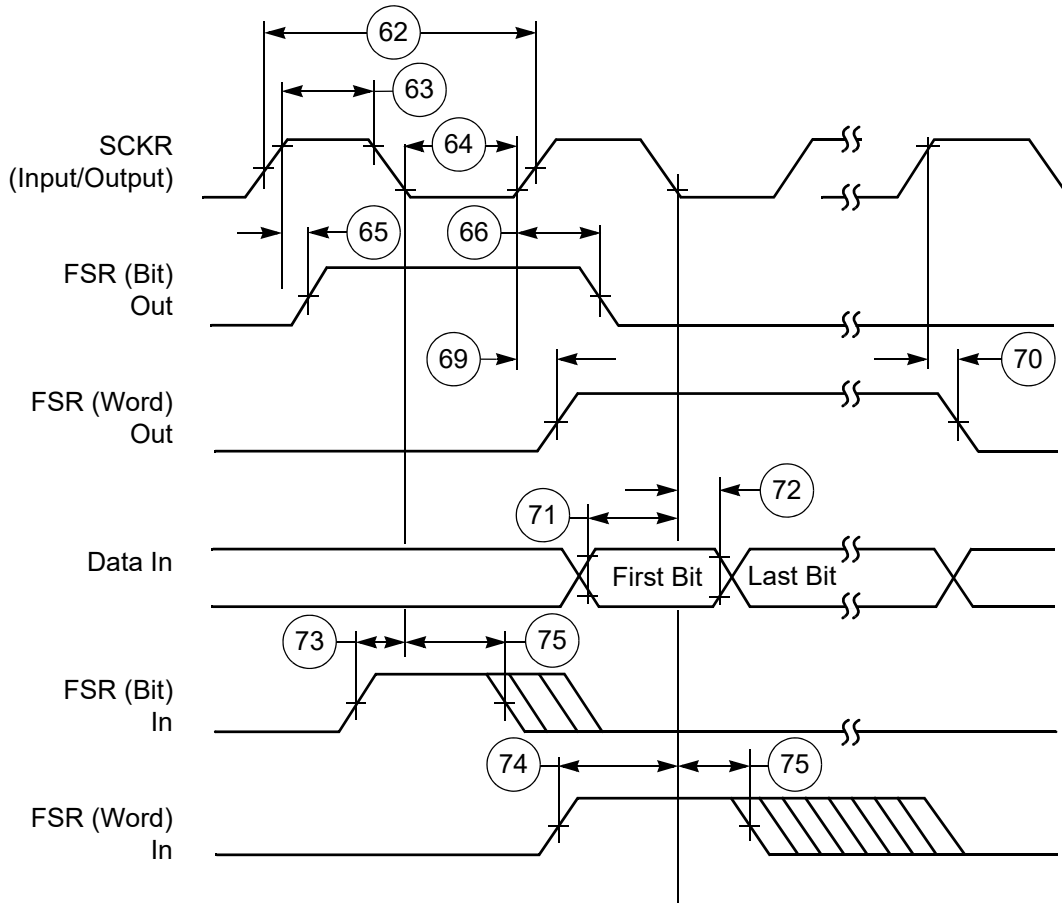 62
63
SCKR
(Input/Output)
64
65
66
FSR (Bit)
Out
69
70
FSR (Word)
Out
71
72
Data In
First Bit
Last Bit
73
75
FSR (Bit)
In
74
75
FSR (Word)
In